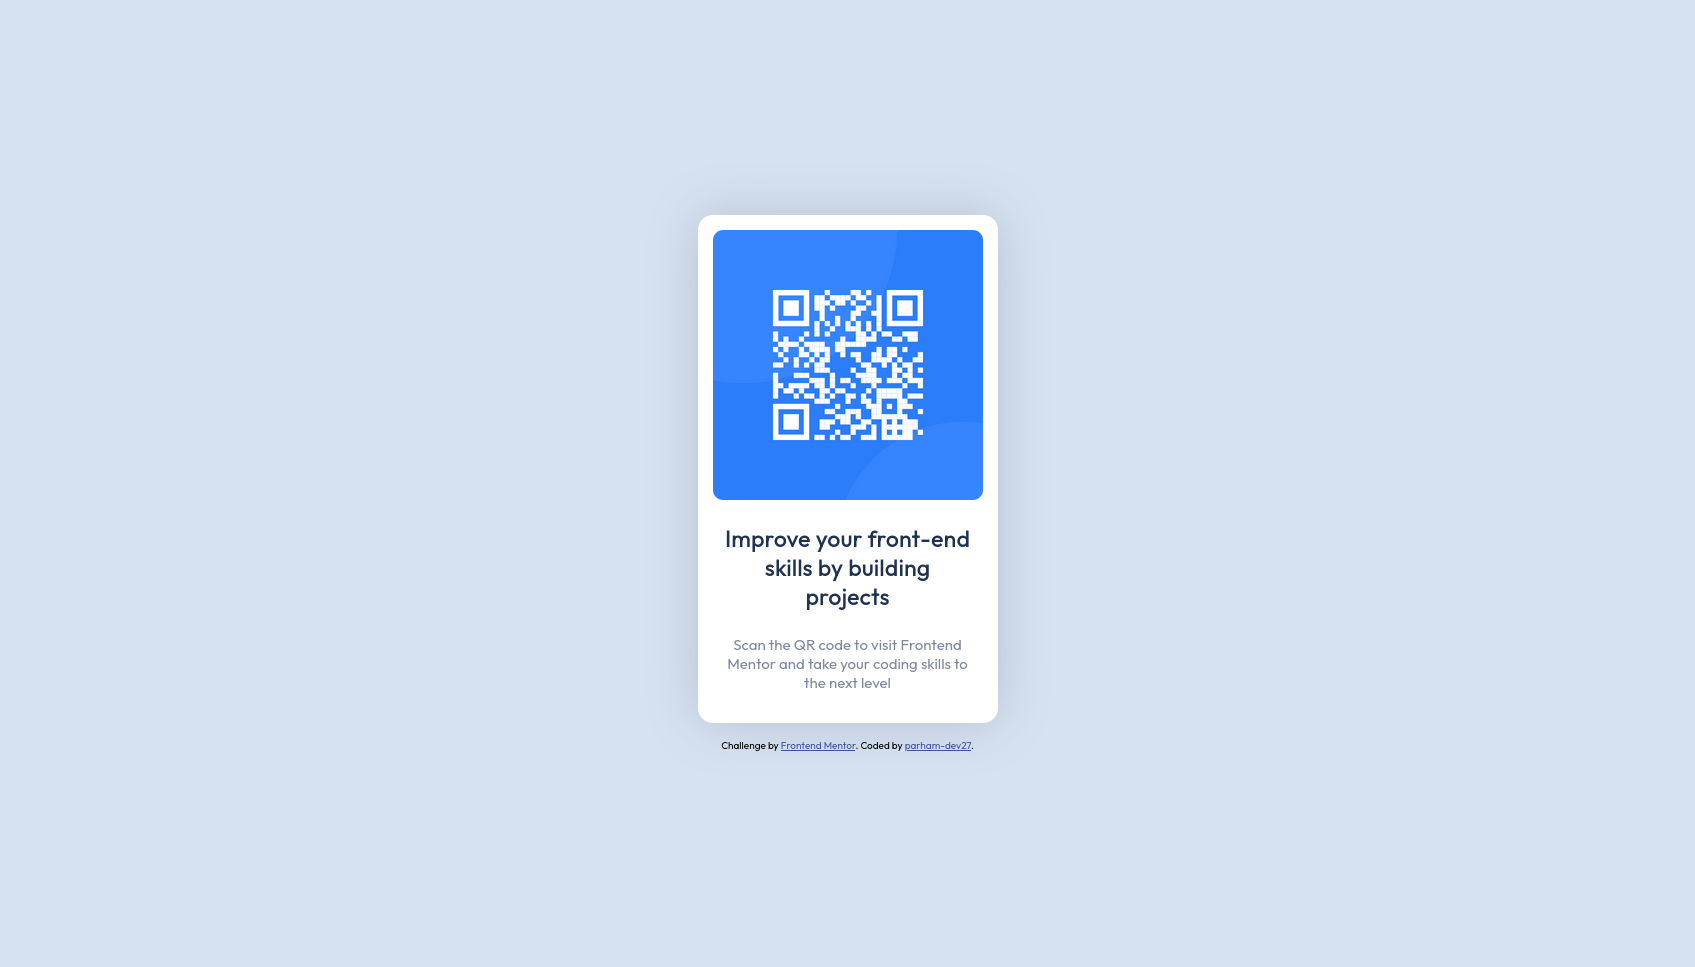 Improve your front-end
skills by building
projects
Scan the QR code to visit Frontend
Mentor and take your coding skills to
the next level
Challenge by Frontend Mentor. Coded by parham-dev27.